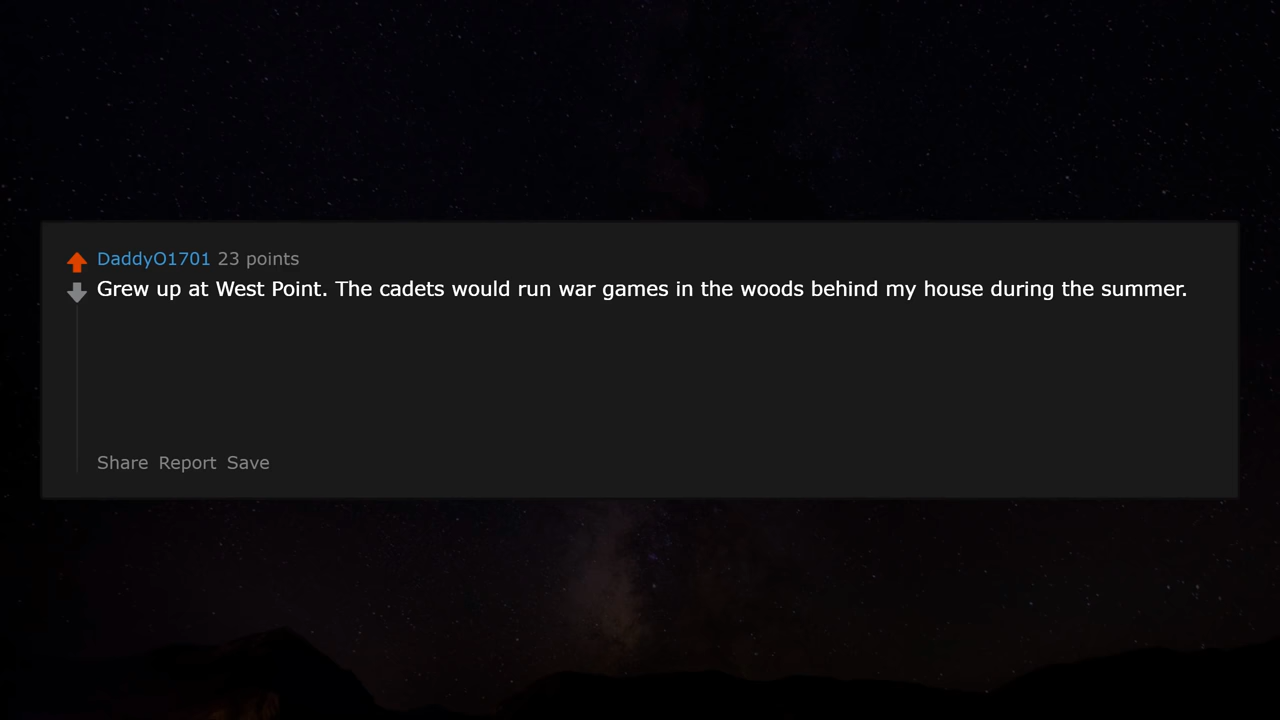 DaddyO1701 23 points
Grew up at West Point. The cadets would run war games in the woods behind my house during the summer.
Share Report Save